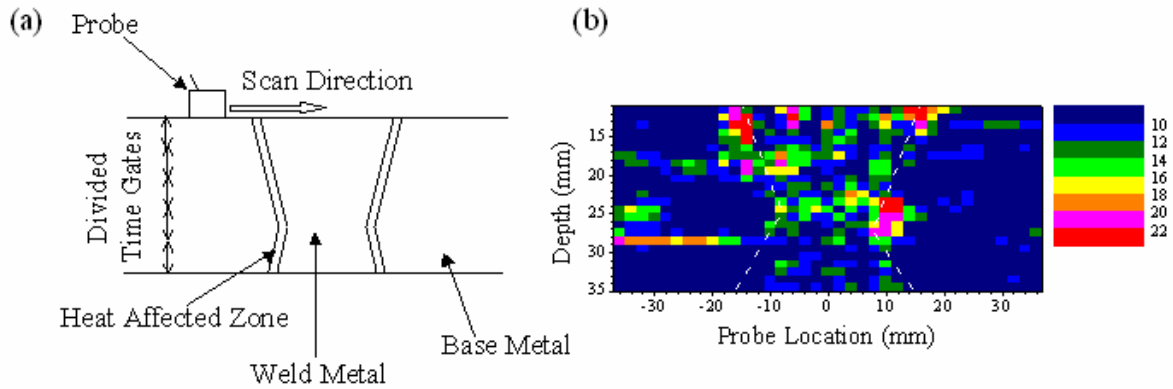 (a)
Probe
Scan Direction
Divided
Time Gates
Heat Affected Zone
Weld Metal
Base Metal
(b)
Depth (mm)
15
20
25
30
35
-30 -20 -10 0 10 20 30
Probe Location (mm)
10
12
14
16
18
20
22